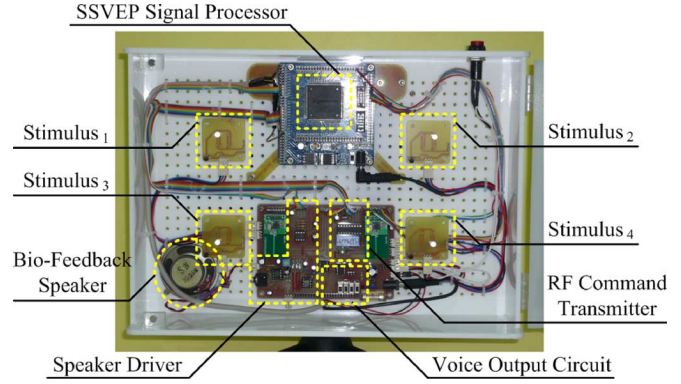 SSVEP Signal Processor
Stimulus 1
Stimulus 2
Stimulus 3
Stimulus 4
Bio-Feedback
Speaker
RF Command
Transmitter
Speaker Driver
Voice Output Circuit